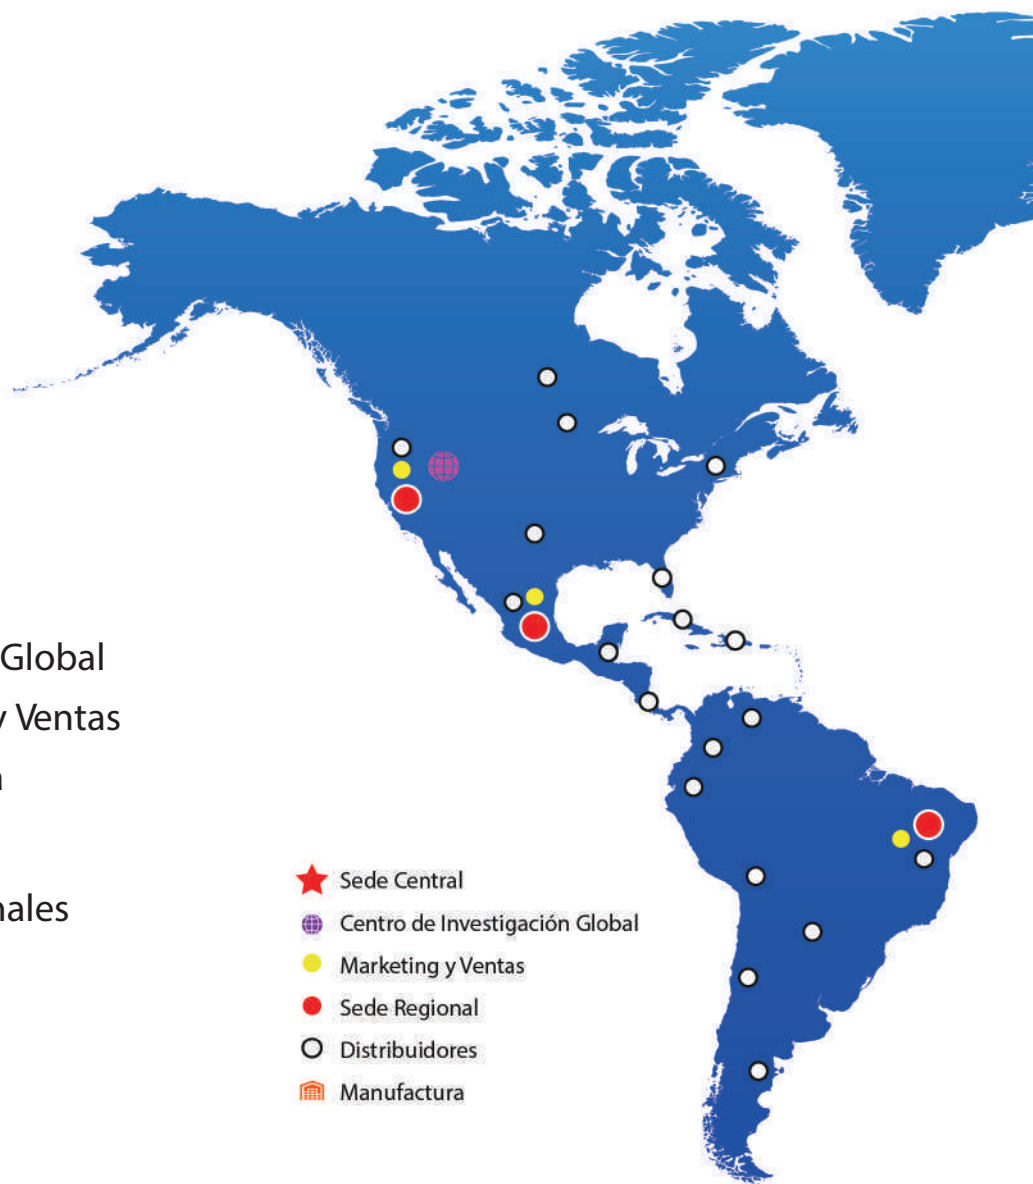 Global
y Ventas
a
nales
Sede Central
Centro de Investigación Global
Marketing y Ventas
Sede Regional
Distribuidores
Manufactura